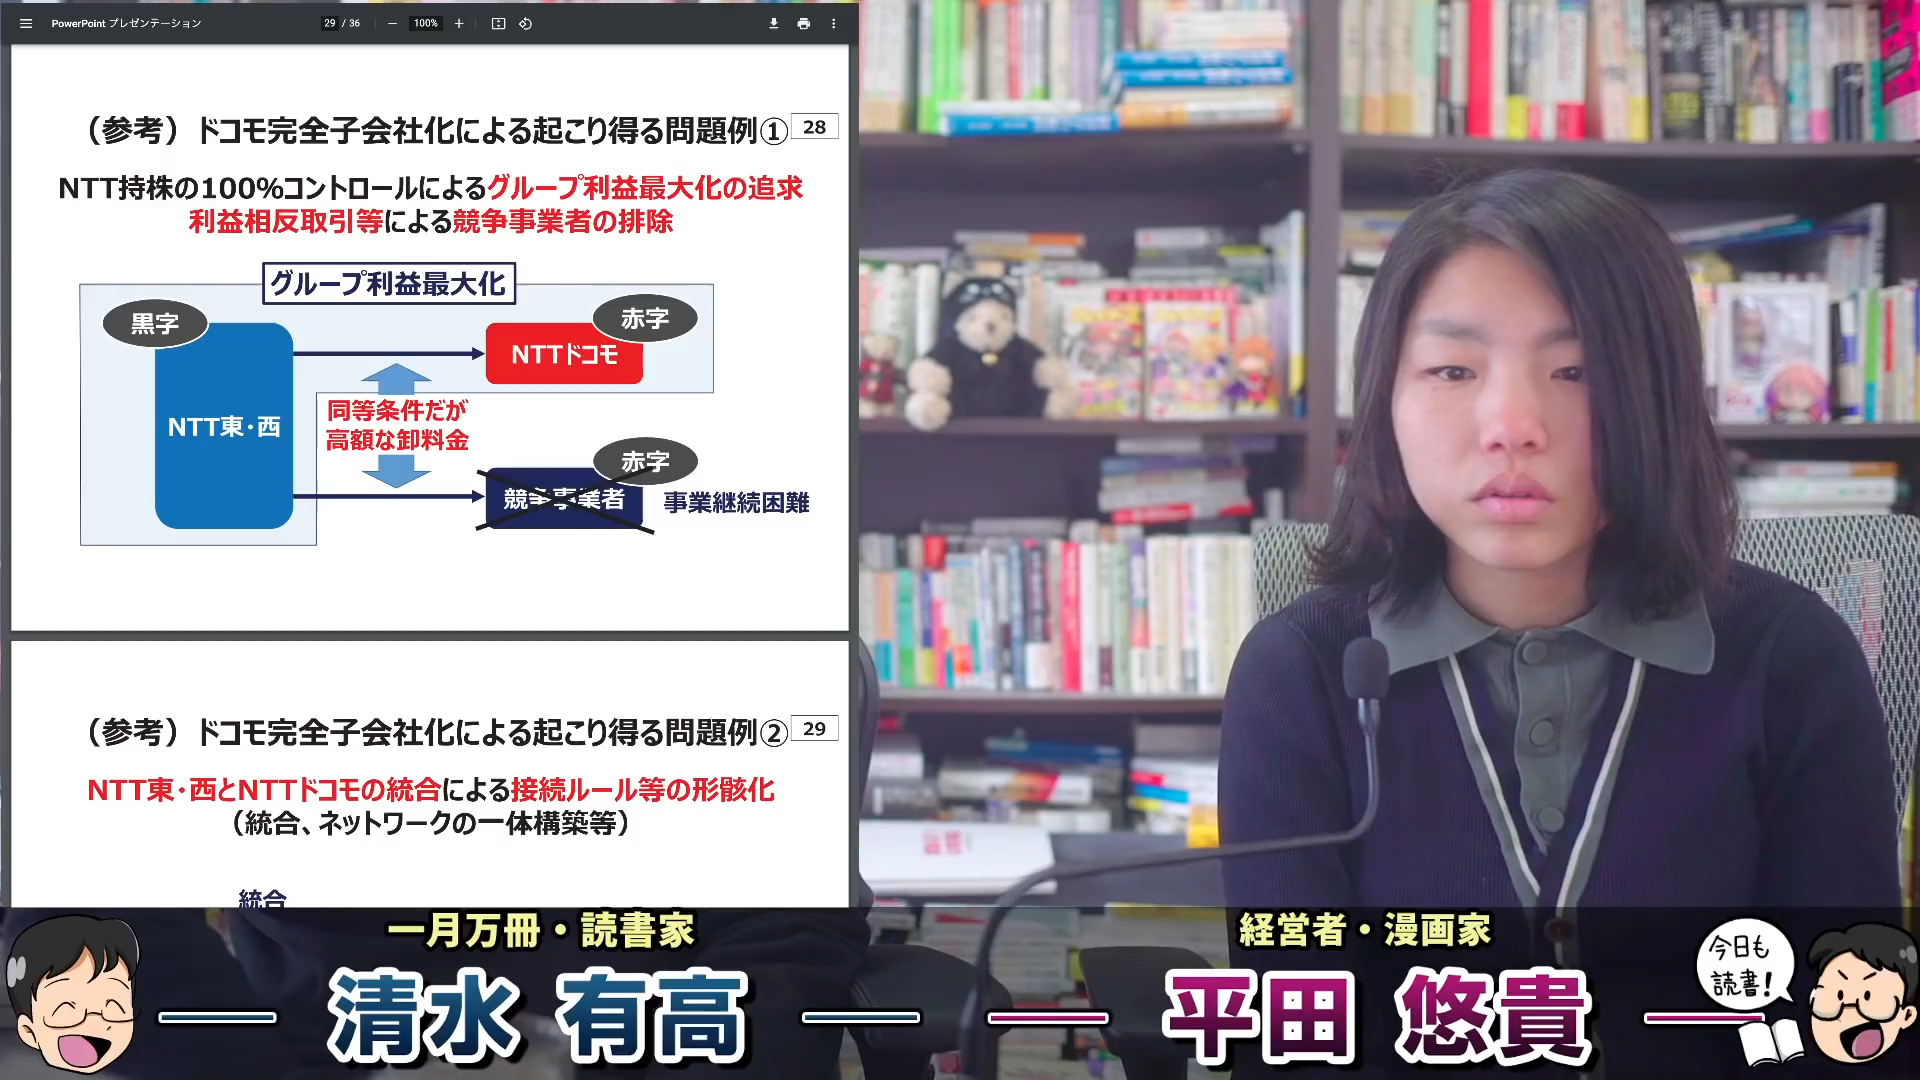 PowerPoint プレゼンテーション
29 / 36
100%
（参考）ドコモ完全子会社化による起こり得る問題例①
28
NTT持株の100%コントロールによるグループ利益最大化の追求
利益相反取引等による競争事業者の排除
グループ利益最大化
黒字
赤字
NTTドコモ
NTT東・西
同等条件だが
高額な卸料金
赤字
競争事業者
事業継続困難
（参考）ドコモ完全子会社化による起こり得る問題例②
29
NTT東・西とNTTドコモの統合による接続ルール等の形骸化
（統合、ネットワークの一体構築等）
統合
一月万冊・読書家
清水 有高
経営者・漫画家
平田 悠貴
今日も
読書!